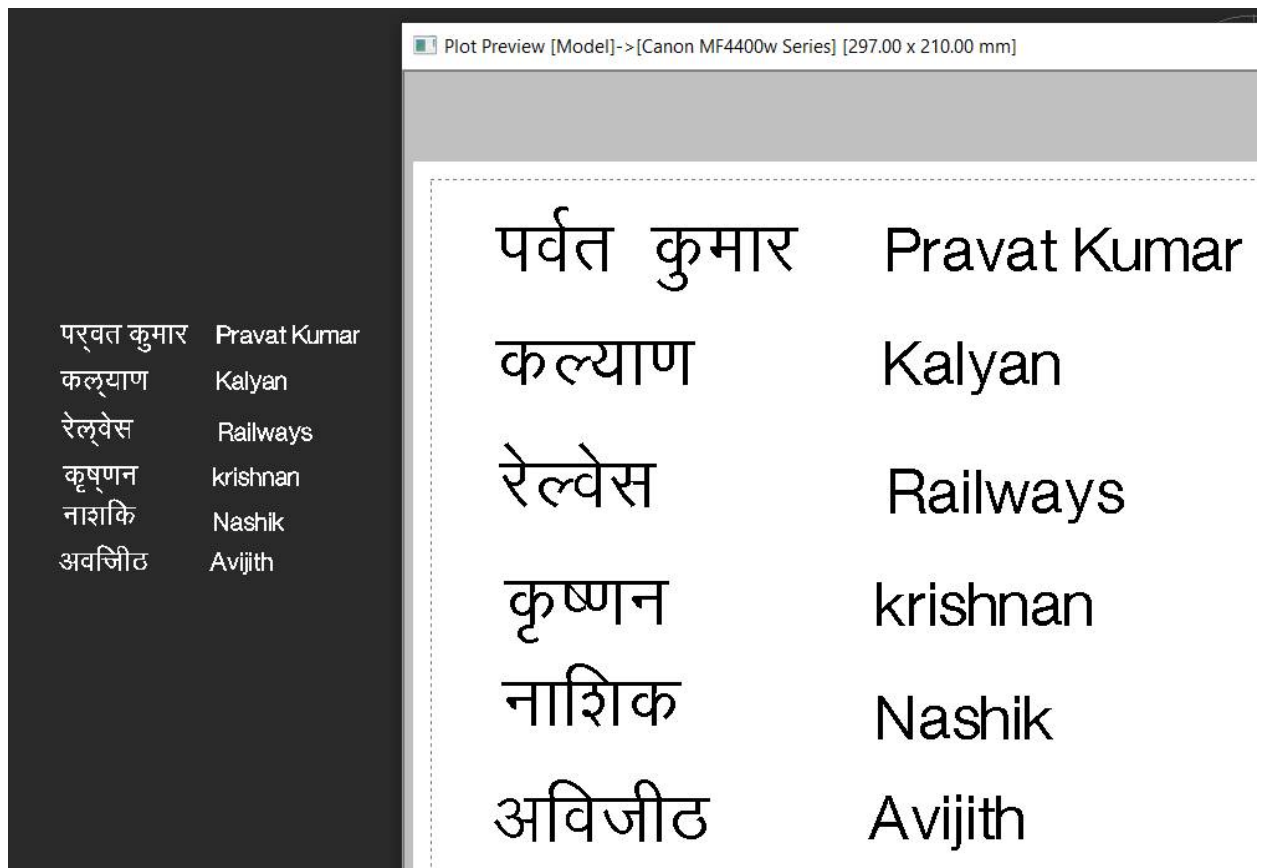 Plot Preview [Model]->[Canon MF4400w Series] [297.00 x 210.00 mm]
पर्‌वत कुमार Pravat Kumar
कल्‌याण Kalyan
रेल्‌वेस Railways
कृष्‌णन krishnan
नाशकि Nashik
अवजिीठ Avijith
पर्वत कुमार Pravat Kumar
कल्याण Kalyan
रेल्वेस Railways
कृष्णन krishnan
नाशिक Nashik
अविजीठ Avijith